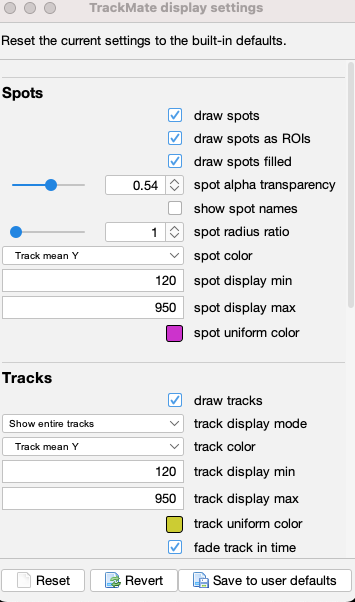 TrackMate display settings
Reset the current settings to the built-in defaults.
Spots
draw spots
draw spots as ROIs
draw spots filled
0.54 spot alpha transparency
show spot names
1 spot radius ratio
Track mean Y spot color
120 spot display min
950 spot display max
spot uniform color
Tracks
draw tracks
Show entire tracks track display mode
Track mean Y track color
120 track display min
950 track display max
track uniform color
fade track in time
Reset Revert Save to user defaults